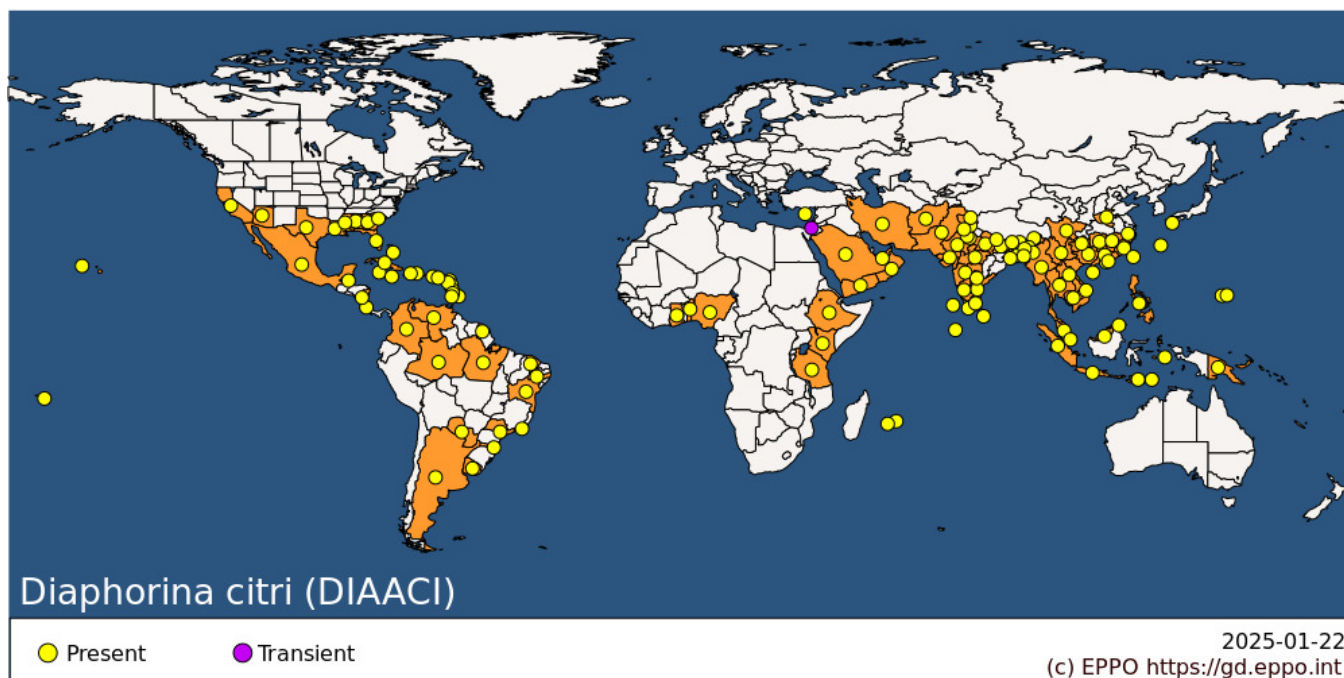 Diaphorina citri (DIAACI)
Present
Transient
2025-01-22
(c) EPPO https://gd.eppo.int